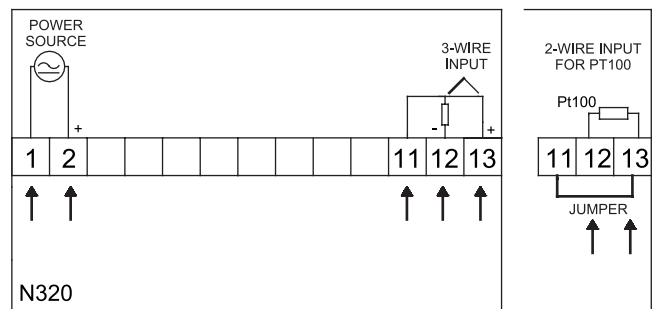 POWER
SOURCE
3-WIRE
INPUT
2-WIRE INPUT
FOR PT100
Pt100
+
-
+
1 2 11 12 13
11 12 13
JUMPER
N320